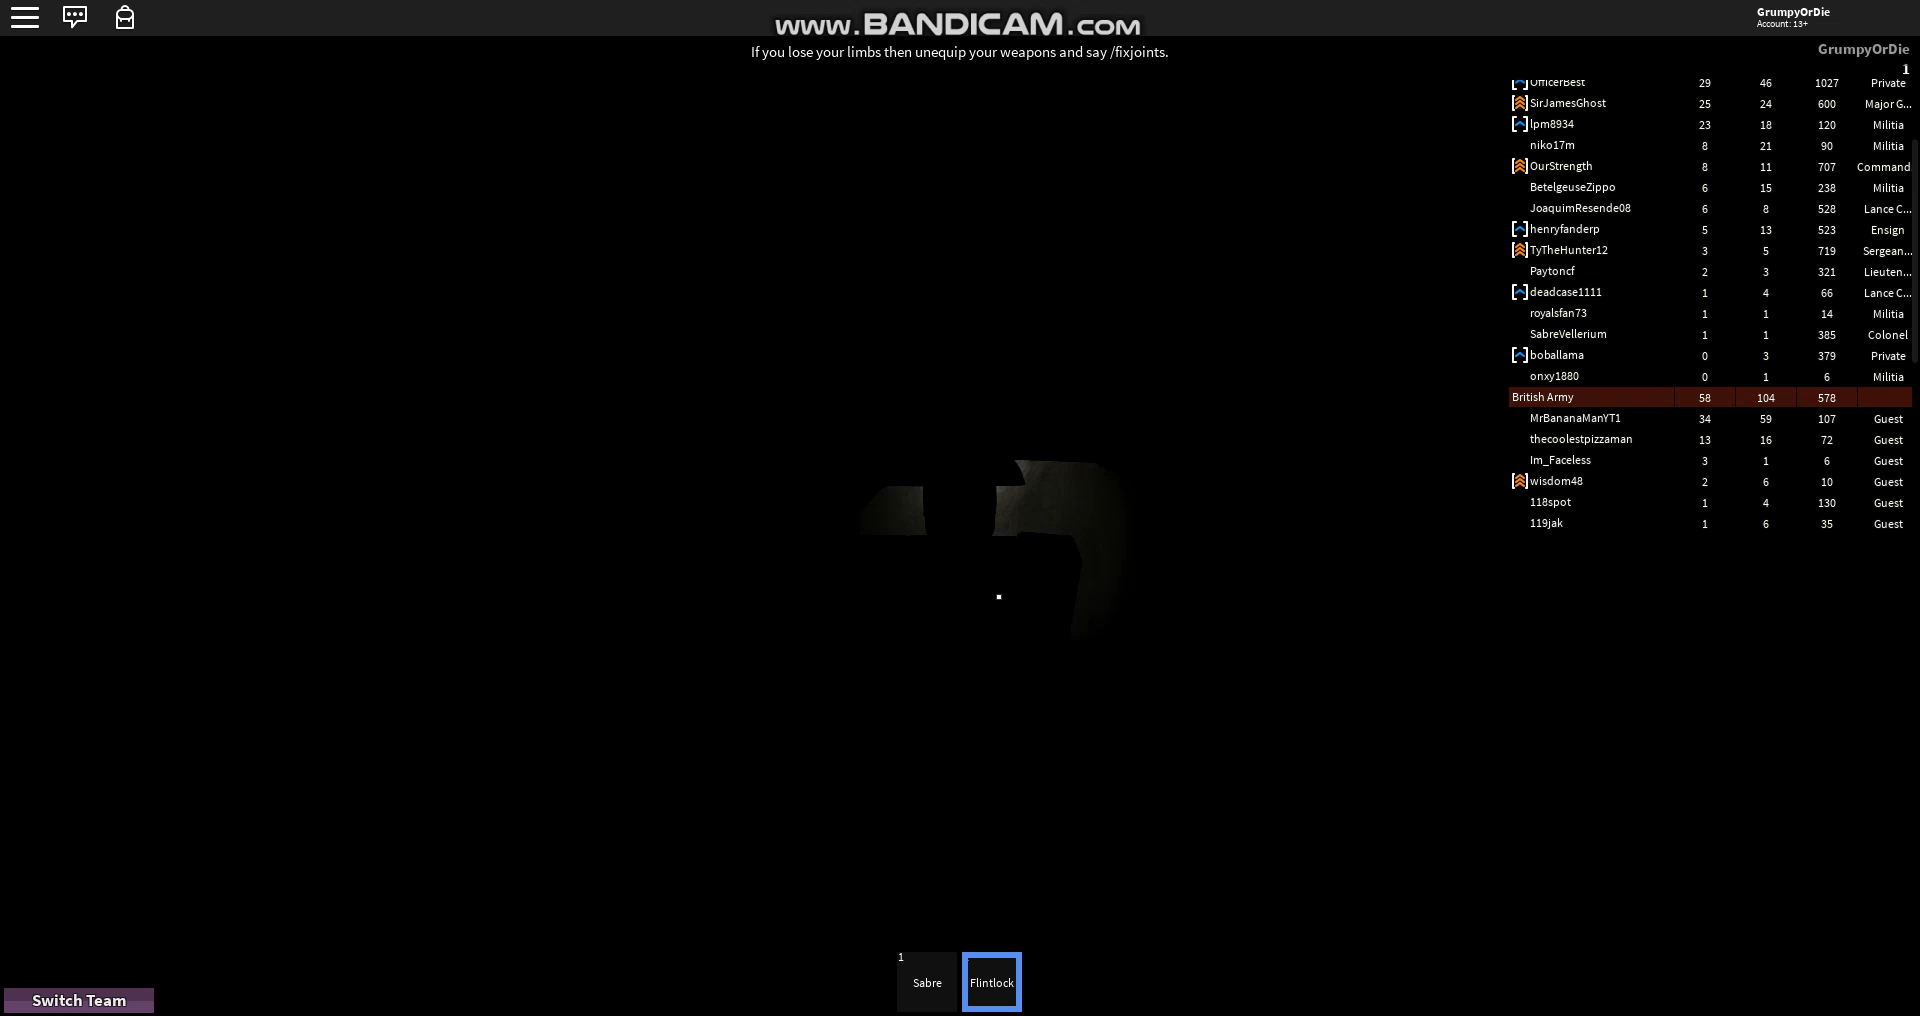 www.BANDICAM.com
GrumpyOrDie
Account: 13+
If you lose your limbs then unequip your weapons and say /fixjoints.
GrumpyOrDie
1
OfficerBest 29 46 1027 Private
SirJamesGhost 25 24 600 Major G...
lpm8934 23 18 120 Militia
niko17m 8 21 90 Militia
OurStrength 8 11 707 Command
BetelgeuseZippo 6 15 238 Militia
JoaquimResende08 6 8 528 Lance C...
henryfanderp 5 13 523 Ensign
TyTheHunter12 3 5 719 Sergean...
Paytoncf 2 3 321 Lieuten...
deadcase1111 1 4 66 Lance C...
royalsfan73 1 1 14 Militia
SabreVellerium 1 1 385 Colonel
boballama 0 3 379 Private
onxy1880 0 1 6 Militia
British Army 58 104 578
MrBananaManYT1 34 59 107 Guest
thecoolestpizzaman 13 16 72 Guest
Im_Faceless 3 1 6 Guest
wisdom48 2 6 10 Guest
118spot 1 4 130 Guest
119jak 1 6 35 Guest
1
Sabre
Flintlock
Switch Team